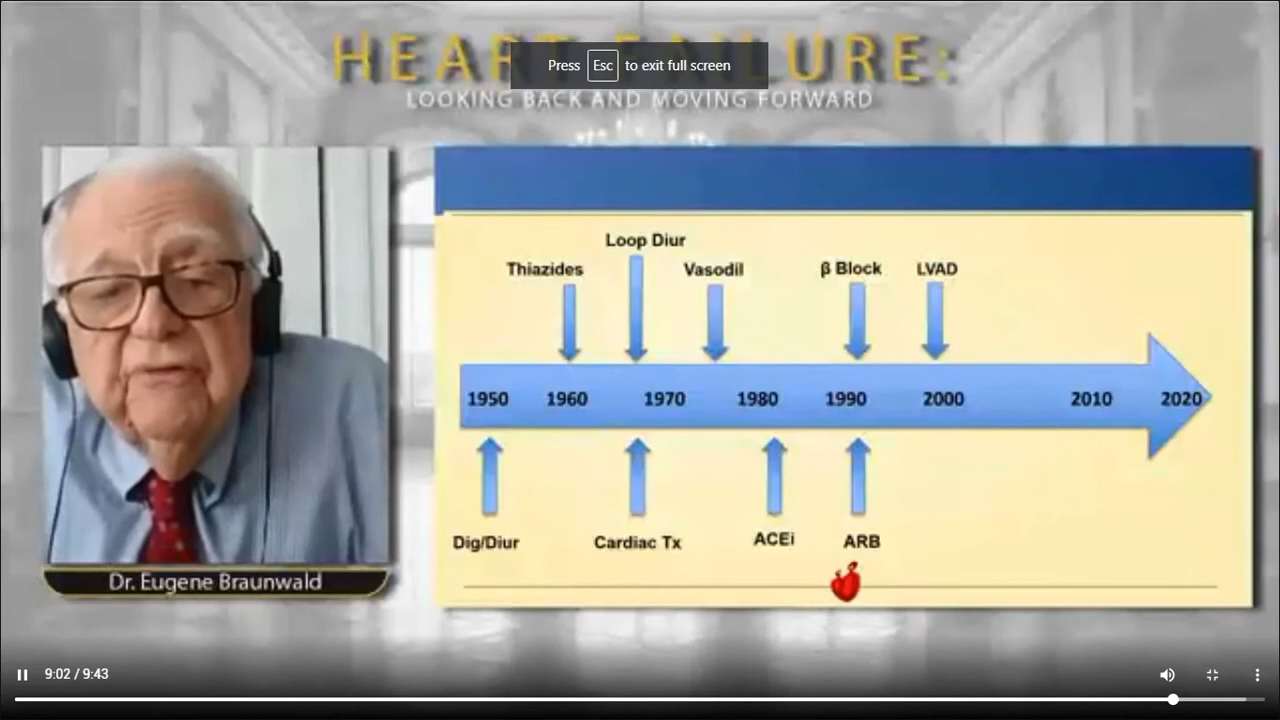 HEART FAILURE:
Press Esc to exit full screen
LOOKING BACK AND MOVING FORWARD
Loop Diur
Thiazides Vasodil β Block LVAD
1950 1960 1970 1980 1990 2000 2010 2020
Dig/Diur Cardiac Tx ACEi ARB
Dr. Eugene Braunwald
9:02 / 9:43